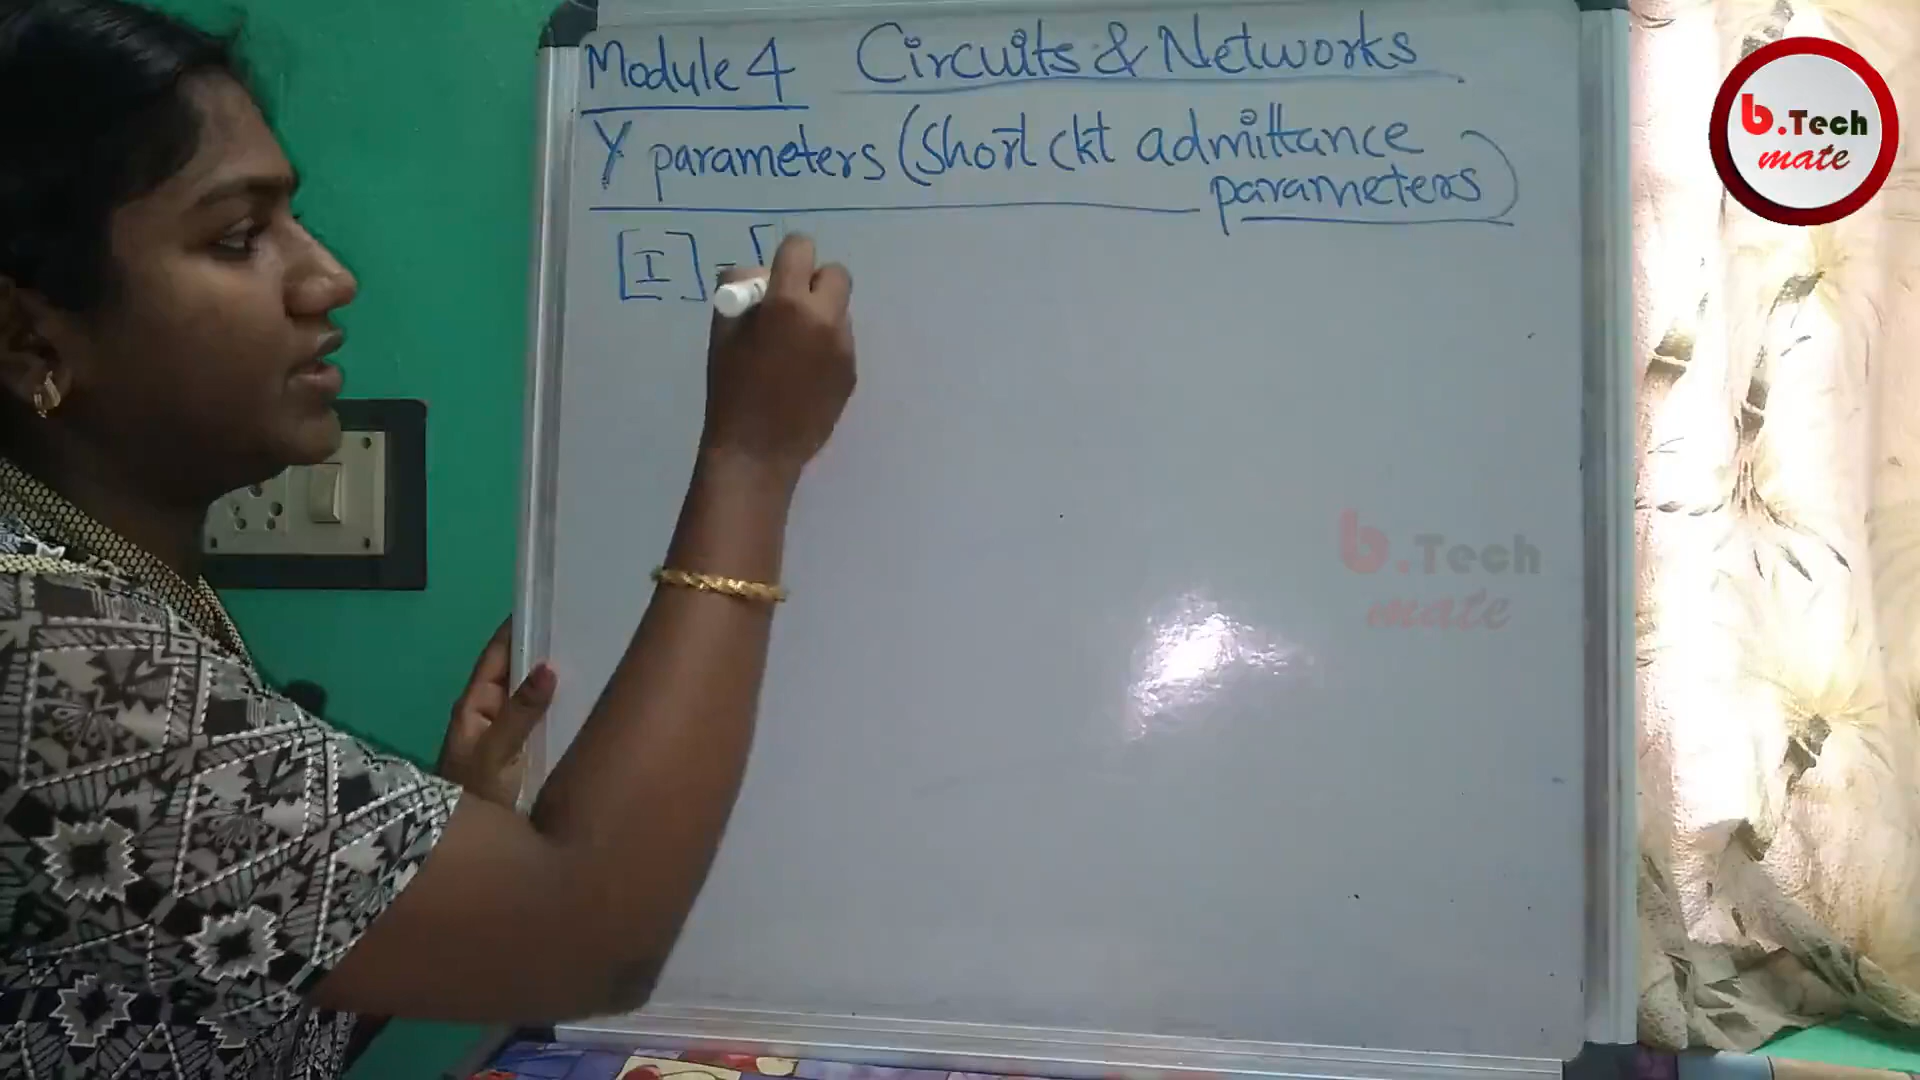 Module 4 Circuits & Networks
Y parameters (Short ckt admittance
parameters)
[I] = [
b.Tech
mate
b.Tech
mate